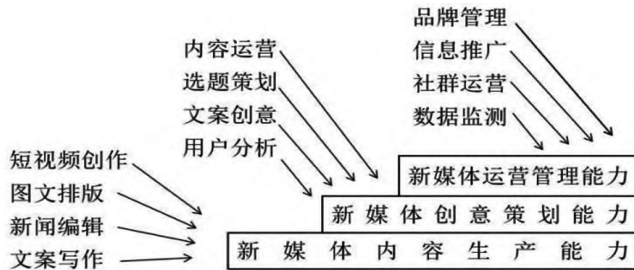 品牌管理
信息推广
社群运营
数据监测
内容运营
选题策划
文案创意
用户分析
短视频创作
图文排版
新闻编辑
文案写作
新媒体运营管理能力
新媒体创意策划能力
新媒体内容生产能力